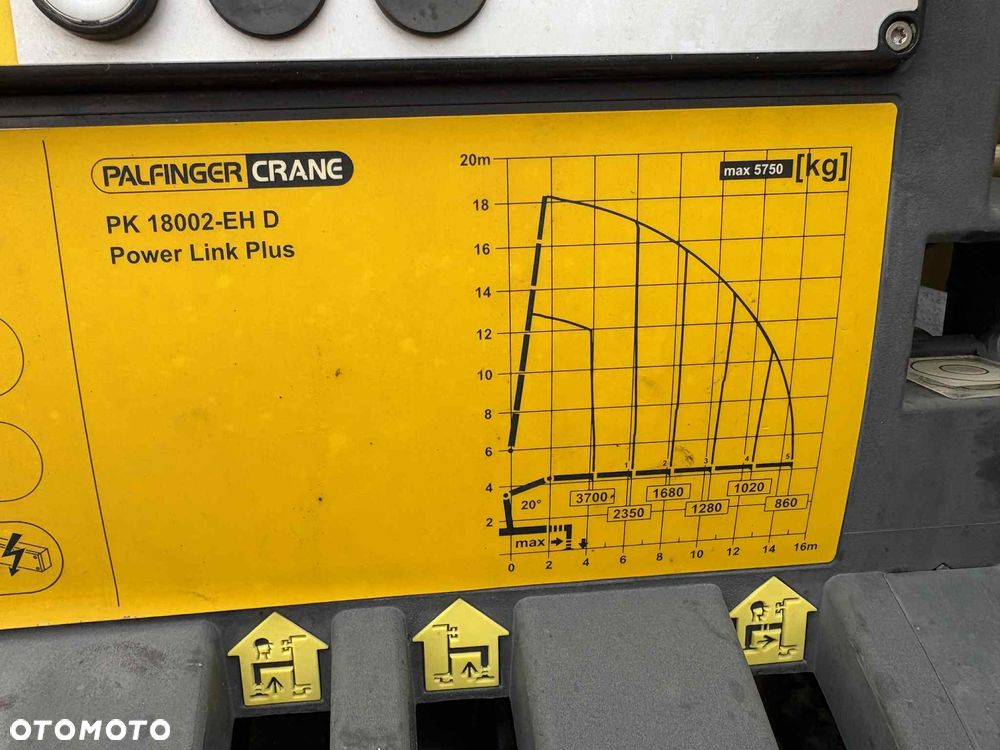 PALFINGER CRANE
PK 18002-EH D
Power Link Plus
20m
max 5750 [kg]
18
16
14
12
10
8
6
4
2
20°
1 2 3 4 5
3700 2350 1680 1280 1020 860
max
0 2 4 6 8 10 12 14 16m
OTOMOTO